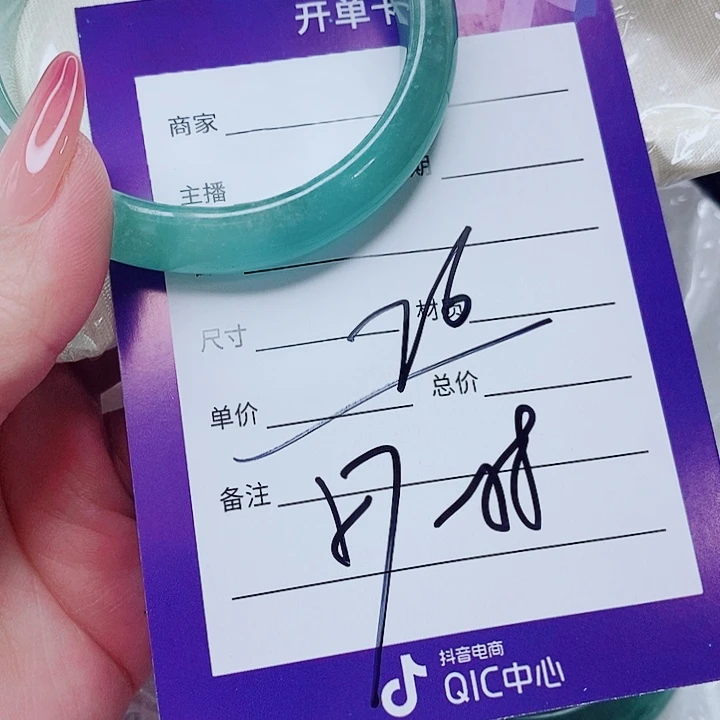 开单卡
商家
主播 期
尺寸 材质
76
单价 总价
备注
抖音电商
QIC中心